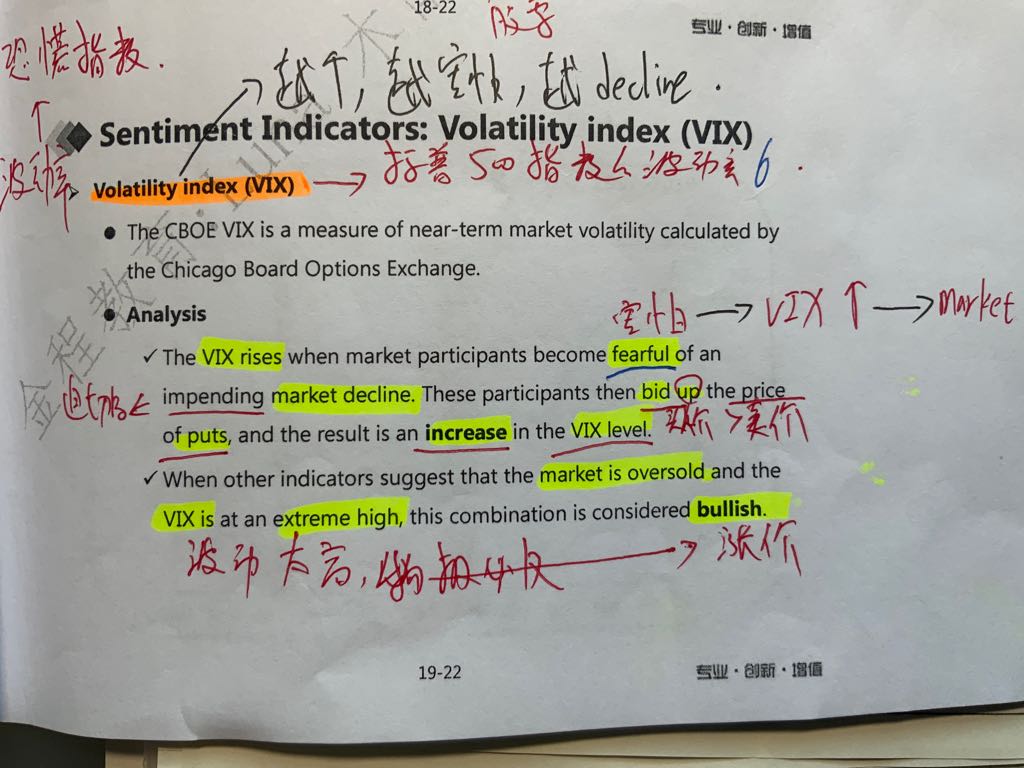 18-22
专业·创新·增值
恐慌指数.
越个, 越害怕, 越 decline.
Sentiment Indicators: Volatility index (VIX)
波动率
Volatility index (VIX) → 标普500指数 波动率 6.
The CBOE VIX is a measure of near-term market volatility calculated by
the Chicago Board Options Exchange.
Analysis
害怕 → VIX ↑ → Market
✓ The VIX rises when market participants become fearful of an
impending market decline. These participants then bid up the price
of puts, and the result is an increase in the VIX level. 买价 > 卖价
✓ When other indicators suggest that the market is oversold and the
VIX is at an extreme high, this combination is considered bullish.
波动太高, → 涨价
19-22
专业·创新·增值
金程教育